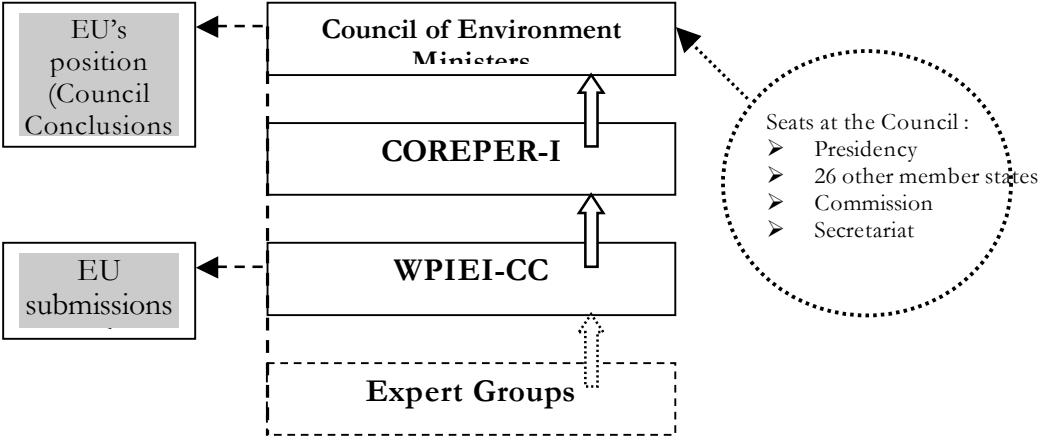 EU's
position
(Council
Conclusions
Council of Environment
Ministers
COREPER-I
Seats at the Council :
➢ Presidency
➢ 26 other member states
➢ Commission
➢ Secretariat
EU
submissions
WPIEI-CC
Expert Groups